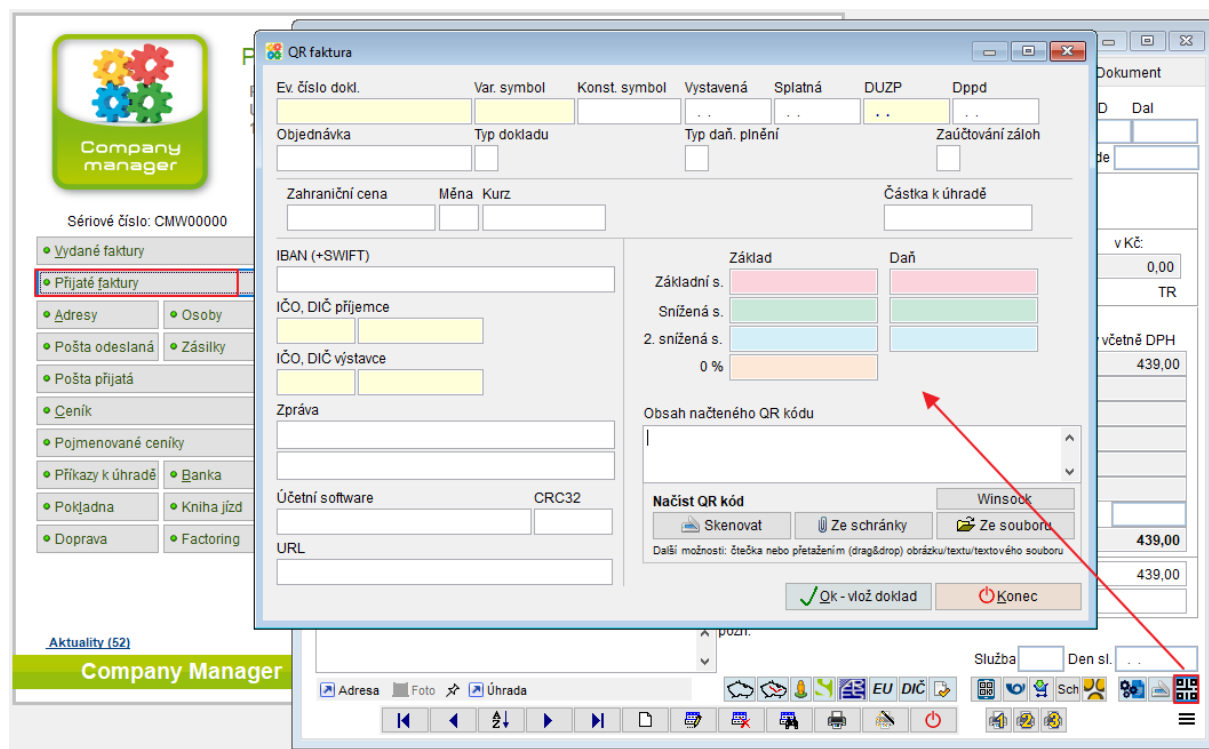 QR faktura
Ev. číslo dokl. Var. symbol Konst. symbol Vystavená Splatná DUZP Dppd
Objednávka Typ dokladu Typ daň. plnění Zaúčtování záloh
Zahraniční cena Měna Kurz Částka k úhradě
IBAN (+SWIFT)
IČO, DIČ příjemce
IČO, DIČ výstavce
Zpráva
Účetní software CRC32
URL
Základ Daň
Základní s.
Snížená s.
2. snížená s.
0 %
Obsah načteného QR kódu
Načíst QR kód Winsock
Skenovat Ze schránky Ze souboru
Další možnosti: čtečka nebo přetažením (drag&drop) obrázku/textu/textového souboru
Ok - vlož doklad Konec
Company
manager
Sériové číslo: CMW00000
Vydané faktury
Přijaté faktury
Adresy Osoby
Pošta odeslaná Zásilky
Pošta přijatá
Ceník
Pojmenované ceníky
Příkazy k úhradě Banka
Pokladna Kniha jízd
Doprava Factoring
Aktuality (52)
Company Manager
Dokument
D Dal
de
v Kč:
0,00
TR
včetně DPH
439,00
439,00
439,00
pozn.
Služba Den sl. . .
Adresa Foto Úhrada
EU DIČ Sch